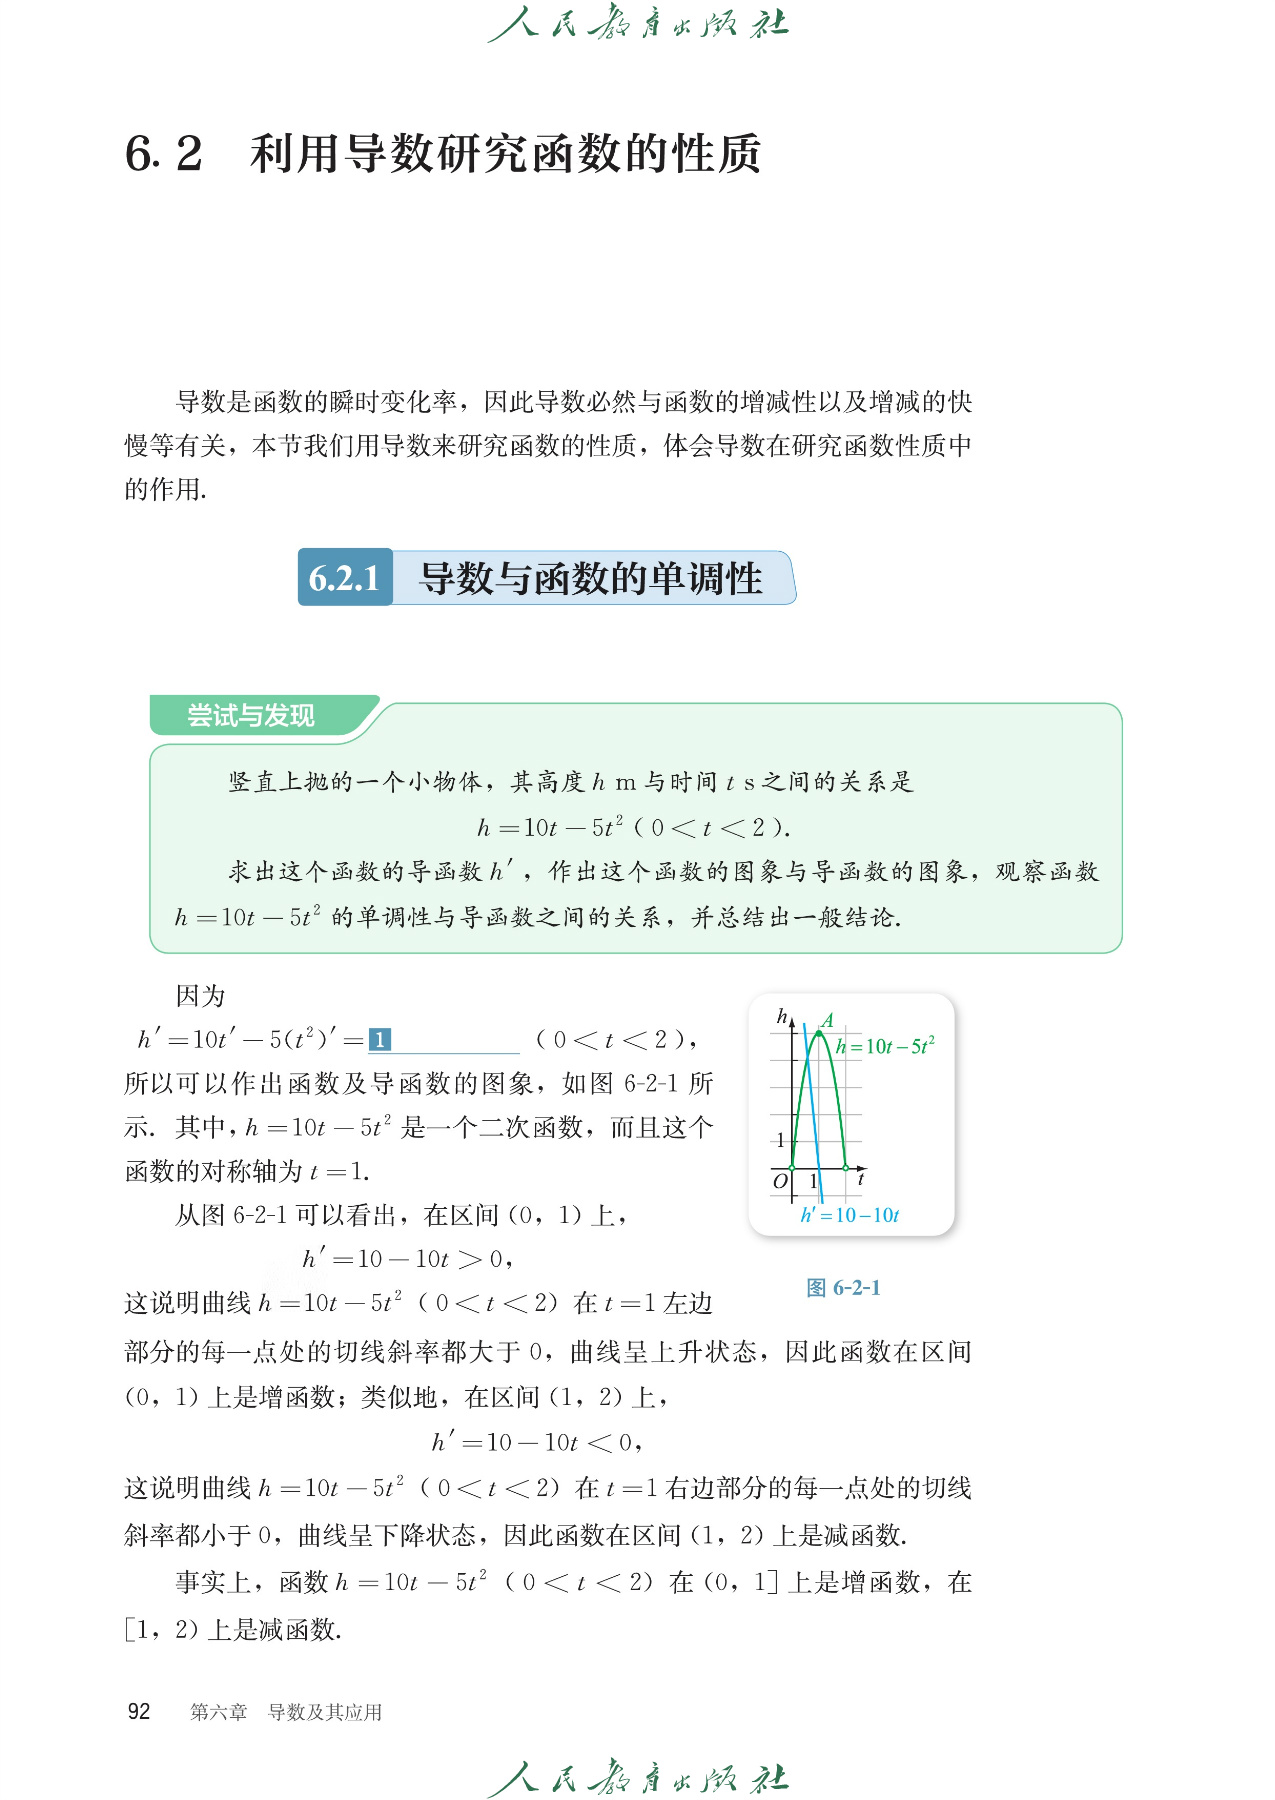 人民教育出版社
6. 2 利用导数研究函数的性质
导数是函数的瞬时变化率，因此导数必然与函数的增减性以及增减的快
慢等有关，本节我们用导数来研究函数的性质，体会导数在研究函数性质中
的作用.
6.2.1 导数与函数的单调性
尝试与发现
竖直上抛的一个小物体，其高度 h m 与时间 t s 之间的关系是
h=10t－5t²（0＜t＜2）.
求出这个函数的导函数 h′，作出这个函数的图象与导函数的图象，观察函数
h=10t－5t² 的单调性与导函数之间的关系，并总结出一般结论.
因为
h′=10t′－5(t²)′=1（0＜t＜2），
所以可以作出函数及导函数的图象，如图 6-2-1 所
示. 其中，h=10t－5t² 是一个二次函数，而且这个
函数的对称轴为 t=1.
从图 6-2-1 可以看出，在区间（0，1）上，
h′=10－10t＞0，
这说明曲线 h=10t－5t²（0＜t＜2）在 t=1 左边
h
A
h=10t－5t²
1
O
1
t
h′=10－10t
图 6-2-1
部分的每一点处的切线斜率都大于 0，曲线呈上升状态，因此函数在区间
（0，1）上是增函数；类似地，在区间（1，2）上，
h′=10－10t＜0，
这说明曲线 h=10t－5t²（0＜t＜2）在 t=1 右边部分的每一点处的切线
斜率都小于 0，曲线呈下降状态，因此函数在区间（1，2）上是减函数.
事实上，函数 h=10t－5t²（0＜t＜2）在（0，1］上是增函数，在
［1，2）上是减函数.
92 第六章 导数及其应用
人民教育出版社